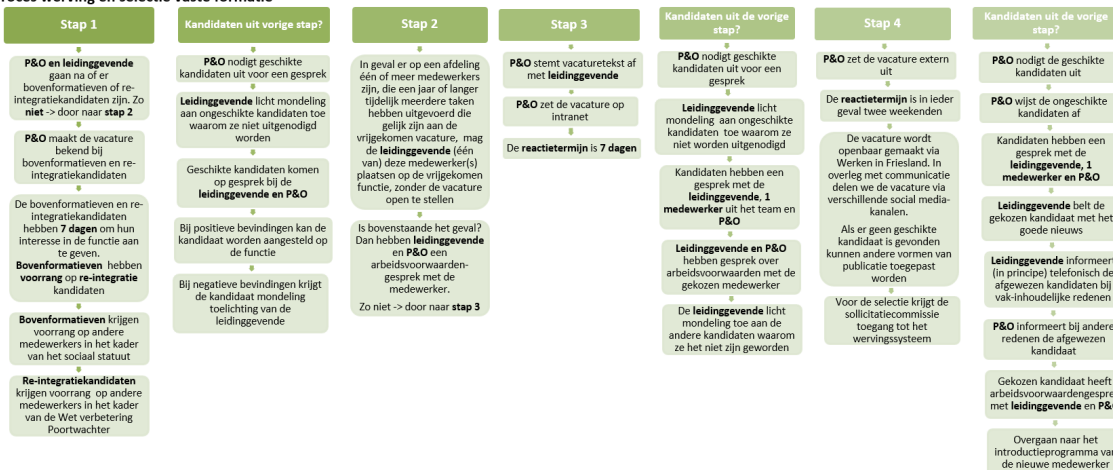 Stap 1
P&O en leidinggevende
gaan na of er
bovenformatieven of re-
integratiekandidaten zijn. Zo
niet -> door naar stap 2
P&O maakt de vacature
bekend bij
bovenformatieven en re-
integratiekandidaten
De bovenformatieven en re-
integratiekandidaten
hebben 7 dagen om hun
interesse in de functie aan
te geven.
Bovenformatieven hebben
voorrang op re-integratie
kandidaten
Bovenformatieven krijgen
voorrang op andere
medewerkers in het kader
van het sociaal statuut
Re-integratiekandidaten
krijgen voorrang op andere
medewerkers in het kader
van de Wet verbetering
Poortwachter
Kandidaten uit vorige stap?
P&O nodigt geschikte
kandidaten uit voor een gesprek
Leidinggevende licht mondeling
aan ongeschikte kandidaten toe
waarom ze niet uitgenodigd
worden
Geschikte kandidaten komen
op gesprek bij de
leidinggevende en P&O
Bij positieve bevindingen kan de
kandidaat worden aangesteld op
de functie
Bij negatieve bevindingen krijgt
de kandidaat mondeling
toelichting van de
leidinggevende
Stap 2
In geval er op een afdeling
één of meer medewerkers
zijn, die een jaar of langer
tijdelijk meerdere taken
hebben uitgevoerd die
gelijk zijn aan de
vrijgekomen vacature, mag
de leidinggevende (één
van) deze medewerker(s)
plaatsen op de vrijgekomen
functie, zonder de vacature
open te stellen
Is bovenstaande het geval?
Dan hebben leidinggevende
en P&O een
arbeidsvoorwaarden-
gesprek met de
medewerker.
Zo niet -> door naar stap 3
Stap 3
P&O stemt vacaturetekst af
met leidinggevende
P&O zet de vacature op
intranet
De reactietermijn is 7 dagen
Kandidaten uit de vorige
stap?
P&O nodigt geschikte
kandidaten uit voor een
gesprek
Leidinggevende licht
mondeling aan ongeschikte
kandidaten toe waarom ze
niet worden uitgenodigd
Kandidaten hebben een
gesprek met de
leidinggevende, 1
medewerker uit het team en
P&O
Leidinggevende en P&O
hebben gesprek over
arbeidsvoorwaarden met de
gekozen medewerker
De leidinggevende licht
mondeling toe aan de
andere kandidaten waarom
ze het niet zijn geworden
Stap 4
P&O zet de vacature extern
uit
De reactietermijn is in ieder
geval twee weekenden
De vacature wordt
openbaar gemaakt via
Werken in Friesland. In
overleg met communicatie
delen we de vacature via
verschillende social media-
kanalen.
Als er geen geschikte
kandidaat is gevonden
kunnen andere vormen van
publicatie toegepast
worden
Voor de selectie krijgt de
sollicitatiecommissie
toegang tot het
wervingssysteem
Kandidaten uit de vorige
stap?
P&O nodigt de geschikte
kandidaten uit
P&O wijst de ongeschikte
kandidaten af
Kandidaten hebben een
gesprek met de
leidinggevende, 1
medewerker en P&O
Leidinggevende belt de
gekozen kandidaat met het
goede nieuws
Leidinggevende informeert
(in principe) telefonisch de
afgewezen kandidaten bij
vak-inhoudelijke redenen
P&O informeert bij andere
redenen de afgewezen
kandidaat
Gekozen kandidaat heeft
met leidinggevende en
Overgaan naar het
introductieprogramma
de nieuwe medewerker